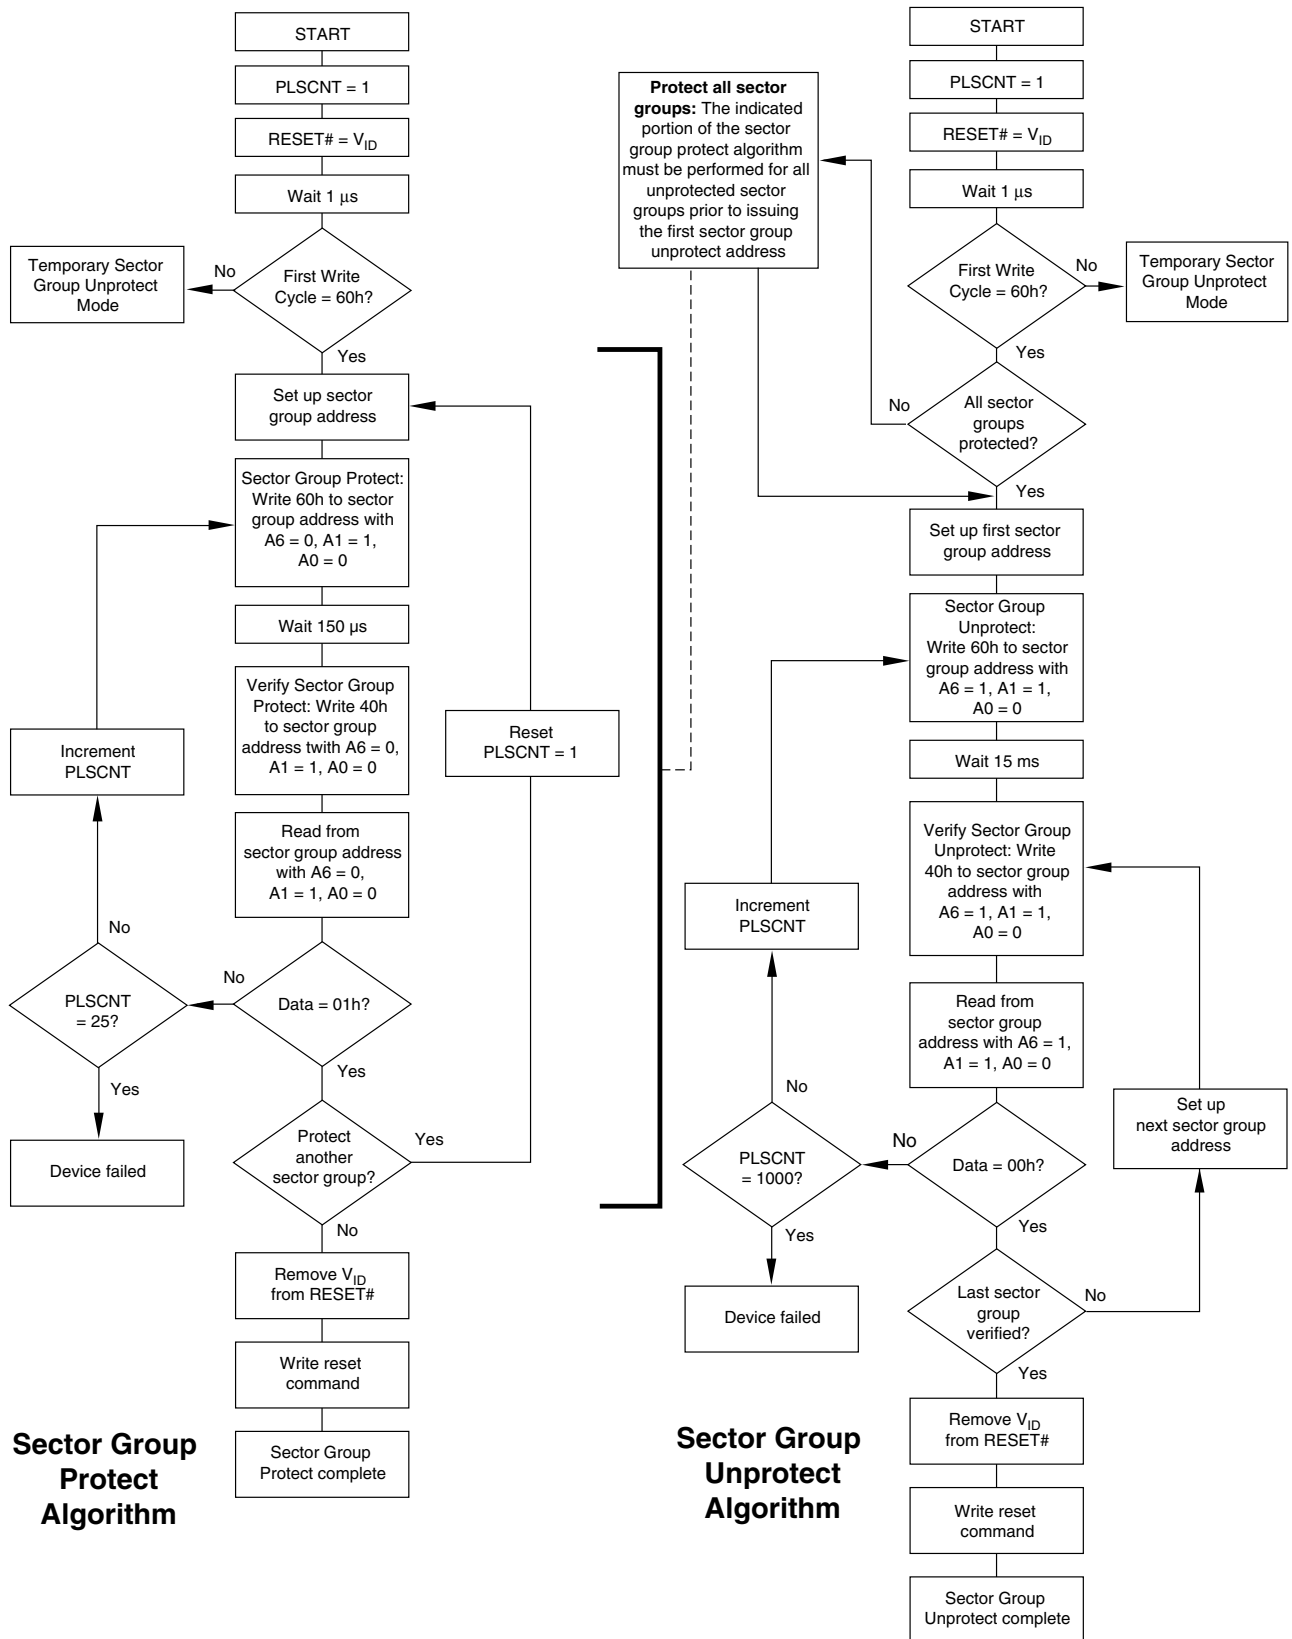 START
PLSCNT = 1
RESET# = VID
Wait 1 μs
First Write
Cycle = 60h?
No
Temporary Sector
Group Unprotect
Mode
Yes
Set up sector
group address
Sector Group Protect:
Write 60h to sector
group address with
A6 = 0, A1 = 1,
A0 = 0
Wait 150 µs
Verify Sector Group
Protect: Write 40h
to sector group
address twith A6 = 0,
A1 = 1, A0 = 0
Reset
PLSCNT = 1
Increment
PLSCNT
Read from
sector group address
with A6 = 0,
A1 = 1, A0 = 0
No
No
PLSCNT
= 25?
Data = 01h?
Yes
Yes
Device failed
Protect
another
sector group?
Yes
No
Remove VID
from RESET#
Write reset
command
Sector Group
Protect complete
Sector Group
Protect
Algorithm
Protect all sector
groups: The indicated
portion of the sector
group protect algorithm
must be performed for all
unprotected sector
groups prior to issuing
the first sector group
unprotect address
START
PLSCNT = 1
RESET# = VID
Wait 1 μs
First Write
Cycle = 60h?
No
Temporary Sector
Group Unprotect
Mode
Yes
No
All sector
groups
protected?
Yes
Set up first sector
group address
Sector Group
Unprotect:
Write 60h to sector
group address with
A6 = 1, A1 = 1,
A0 = 0
Wait 15 ms
Verify Sector Group
Unprotect: Write
40h to sector group
address with
A6 = 1, A1 = 1,
A0 = 0
Increment
PLSCNT
Read from
sector group
address with A6 = 1,
A1 = 1, A0 = 0
No
No
Set up
next sector group
address
PLSCNT
= 1000?
Data = 00h?
Yes
Yes
Device failed
Last sector
group
verified?
No
Yes
Remove VID
from RESET#
Write reset
command
Sector Group
Unprotect complete
Sector Group
Unprotect
Algorithm